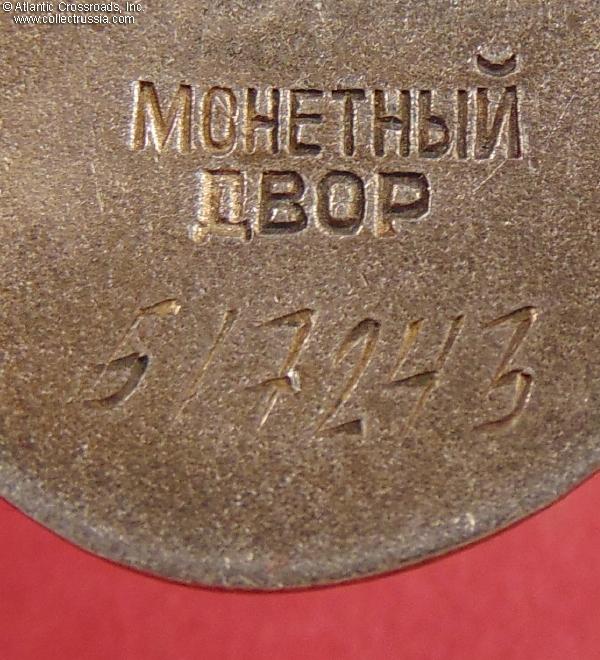 © Atlantic Crossroads, Inc.
www.collectrussia.com
МОНЕТНЫЙ
ДВОР
517243